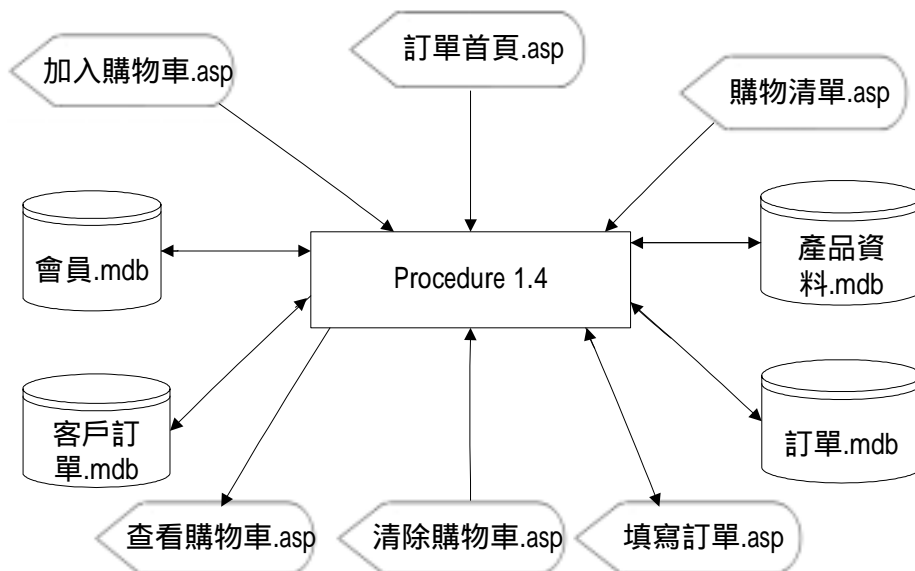 訂單首頁.asp
加入購物車.asp
購物清單.asp
會員.mdb
Procedure 1.4
產品資
料.mdb
客戶訂
單.mdb
訂單.mdb
查看購物車.asp
清除購物車.asp
填寫訂單.asp